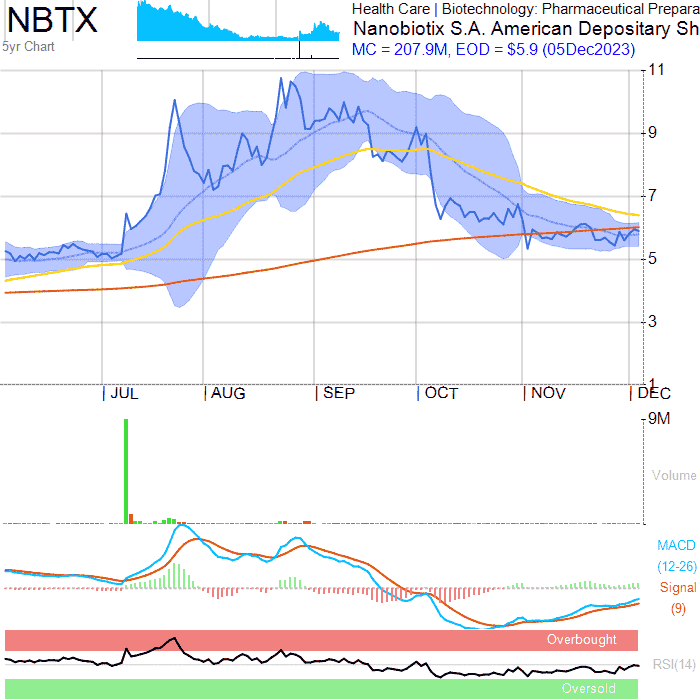 NBTX
5yr Chart
Health Care | Biotechnology: Pharmaceutical Prepara
Nanobiotix S.A. American Depositary Sh
MC = 207.9M, EOD = $5.9 (05Dec2023)
11
9
7
5
3
1
JUL AUG SEP OCT NOV DEC
9M
Volume
MACD
(12-26)
Signal
(9)
Overbought
RSI(14)
Oversold